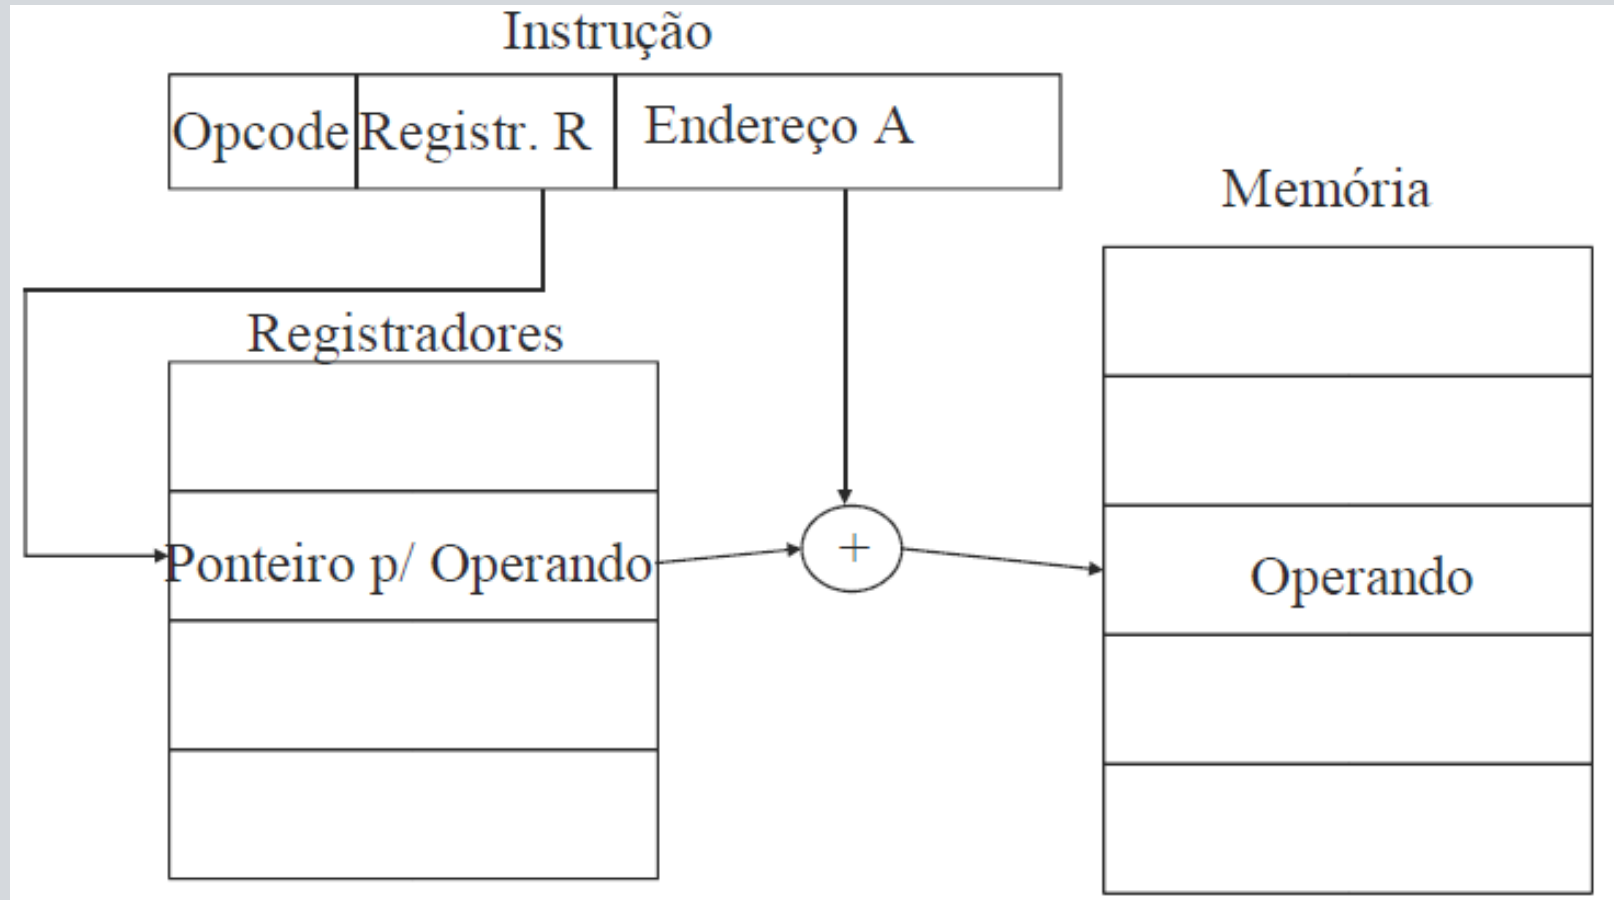 Instrução
Opcode Registr. R Endereço A
Memória
Registradores
Ponteiro p/ Operando + Operando